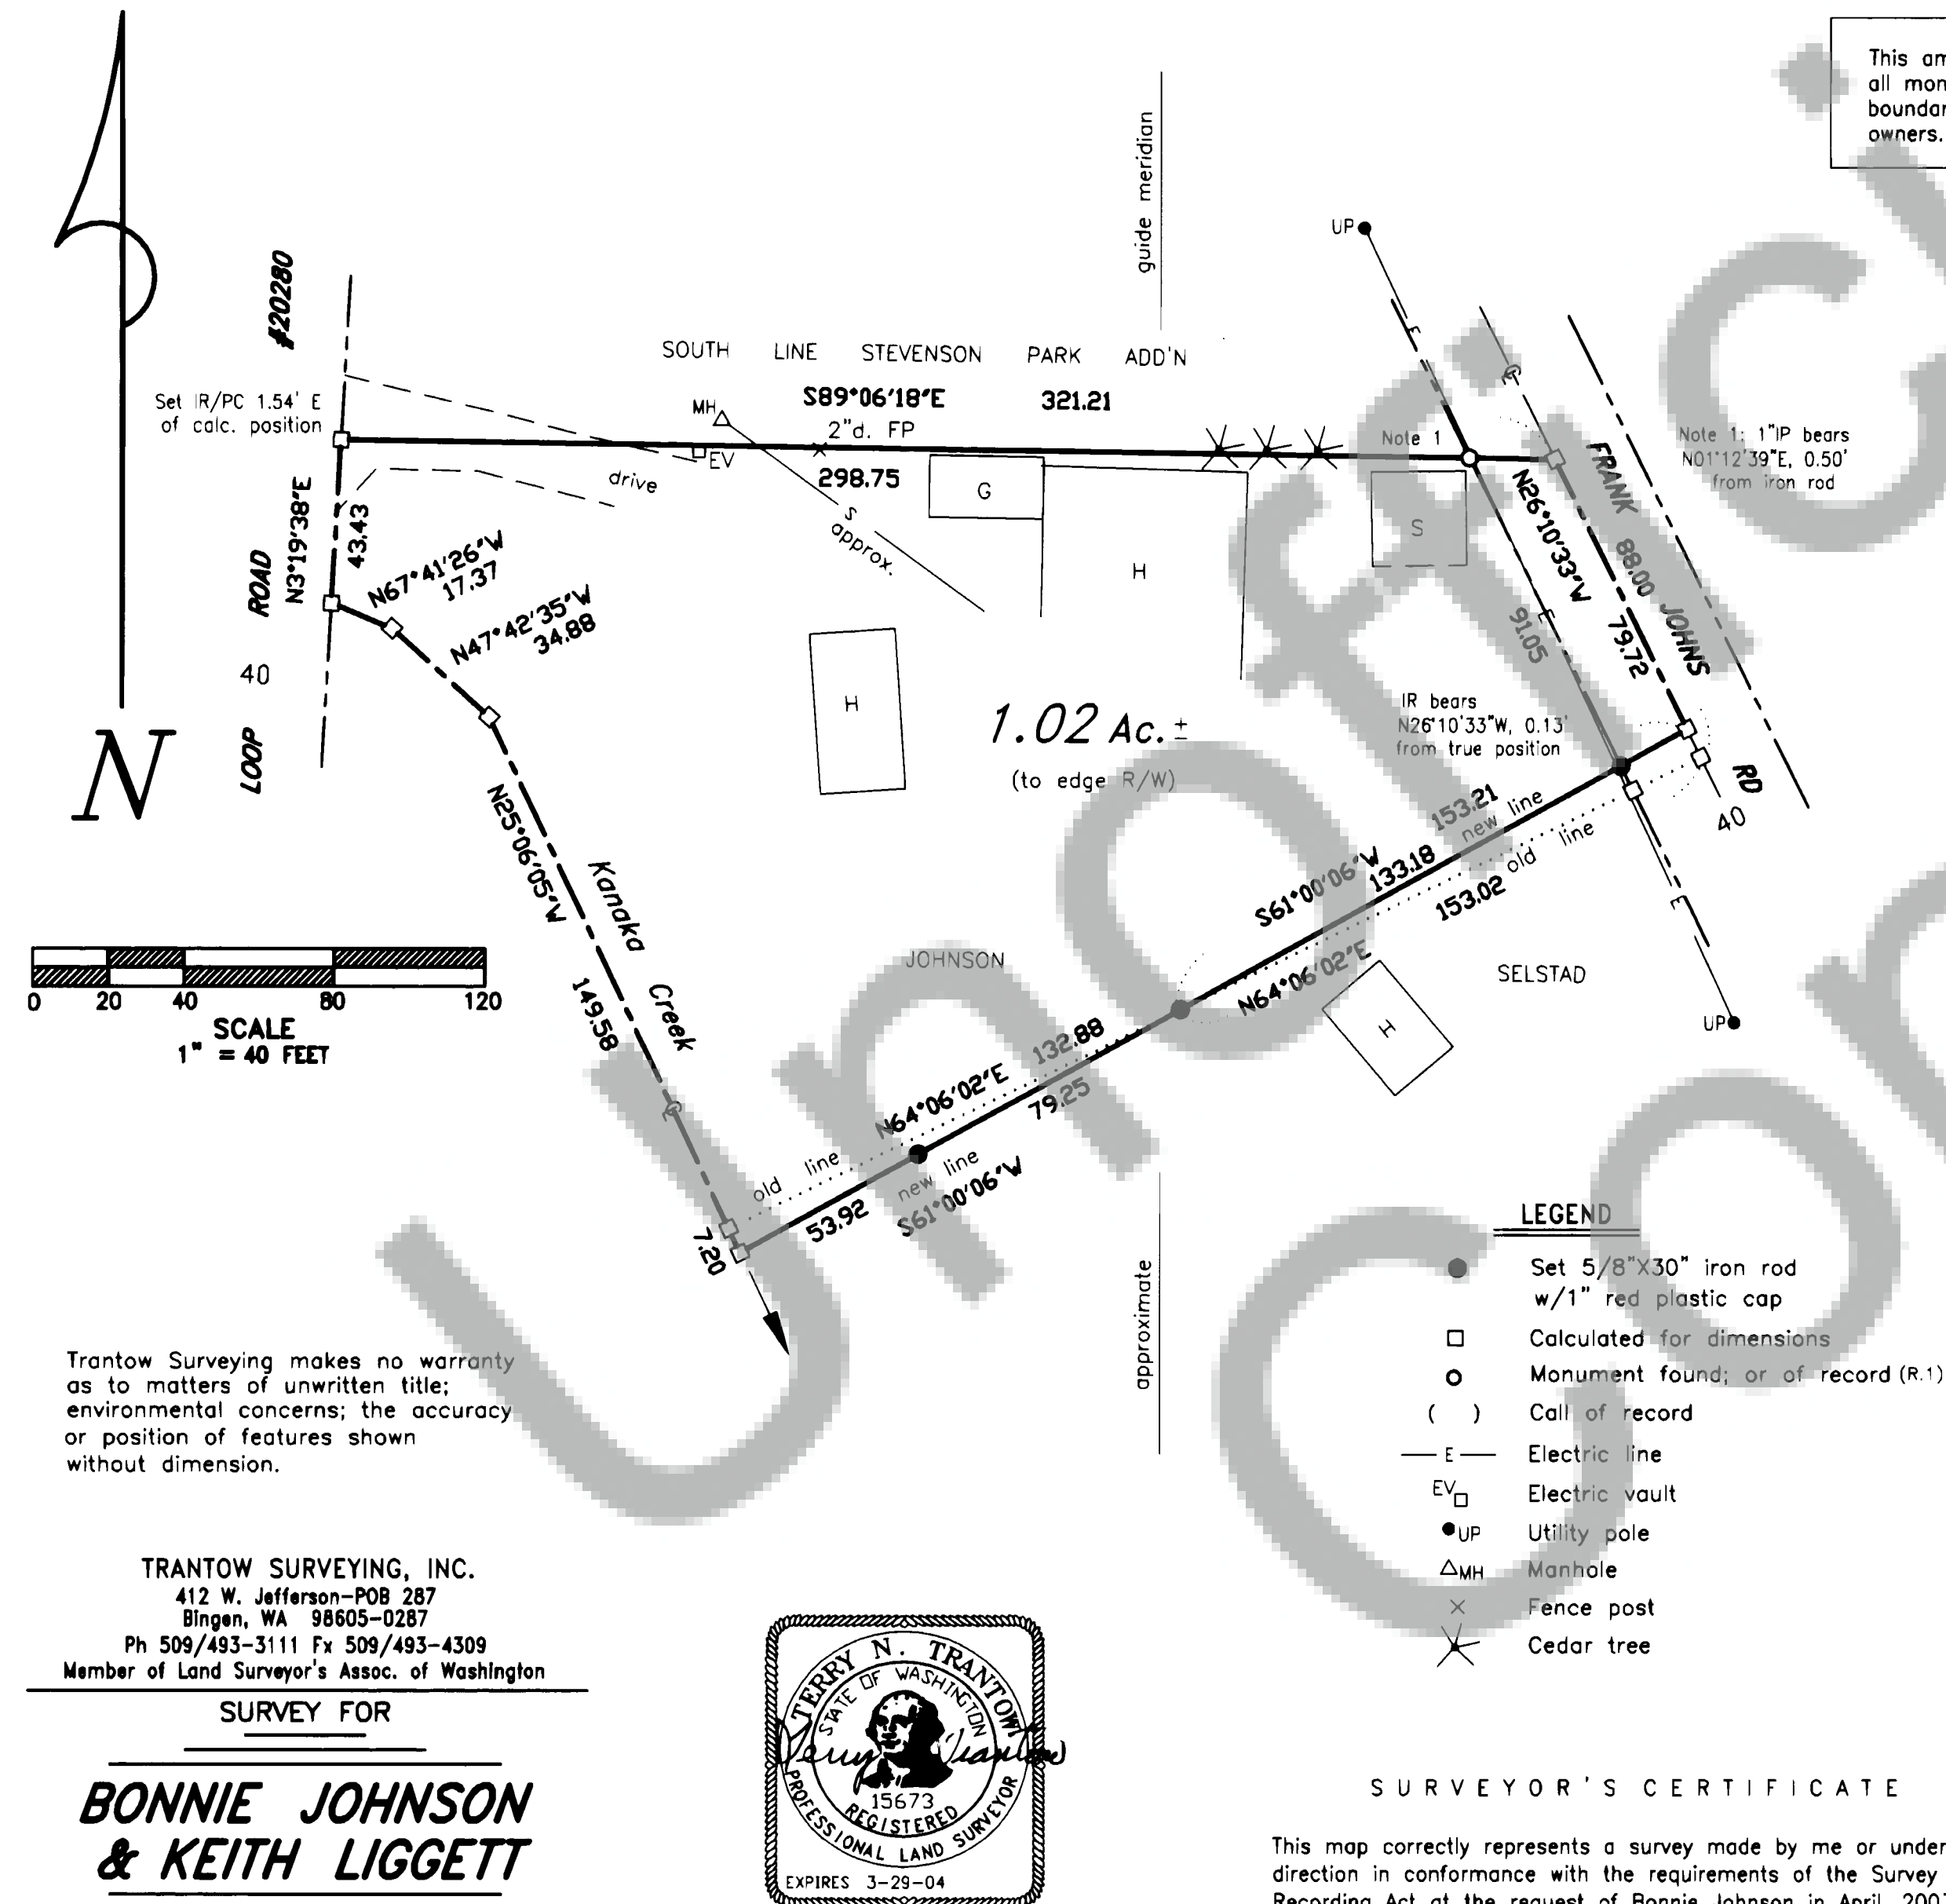 This am
all mon
boundar
owners.
guide meridian
UP
#20280
SOUTH LINE STEVENSON PARK ADD'N
S89°06'18"E 321.21
Set IR/PC 1.54' E
of calc. position
MH
2"d. FP
EV
298.75
drive
S
approx.
G
H
Note 1
E
Note 1: 1"IP bears
N01°12'39"E, 0.50'
from iron rod
S
FRANK JOHNS RD
N26°10'33"W 79.72
88.00
91.05
E
N3°19'38"E
43.43
N67°41'26"W
17.37
N47°42'35"W
34.88
LOOP 40 ROAD
N
H
1.02 Ac. ±
(to edge R/W)
IR bears
N26°10'33"W, 0.13'
from true position
40
153.21
new line
S61°00'06"W 133.18
old line
153.02
N64°06'02"E
N25°06'05"W
149.58
Kanaka Creek
0 20 40 80 120
SCALE
1" = 40 FEET
JOHNSON
SELSTAD
E
H
UP
132.88
N64°06'02"E
79.25
old line
new line
53.92
S61°00'06"W
7.20
approximate
LEGEND
Set 5/8"X30" iron rod
w/1" red plastic cap
Calculated for dimensions
Monument found; or of record (R.1)
( ) Call of record
E Electric line
EV Electric vault
UP Utility pole
MH Manhole
Fence post
Cedar tree
Trantow Surveying makes no warranty
as to matters of unwritten title;
environmental concerns; the accuracy
or position of features shown
without dimension.
TRANTOW SURVEYING, INC.
412 W. Jefferson-POB 287
Bingen, WA 98605-0287
Ph 509/493-3111 Fx 509/493-4309
Member of Land Surveyor's Assoc. of Washington
SURVEY FOR
BONNIE JOHNSON
& KEITH LIGGETT
TERRY N. TRANTOW
STATE OF WASHINGTON
Terry Trantow
15673
REGISTERED
PROFESSIONAL LAND SURVEYOR
EXPIRES 3-29-04
SURVEYOR'S CERTIFICATE
This map correctly represents a survey made by me or under
direction in conformance with the requirements of the Survey
Recording Act at the request of Bonnie Johnson in April, 200